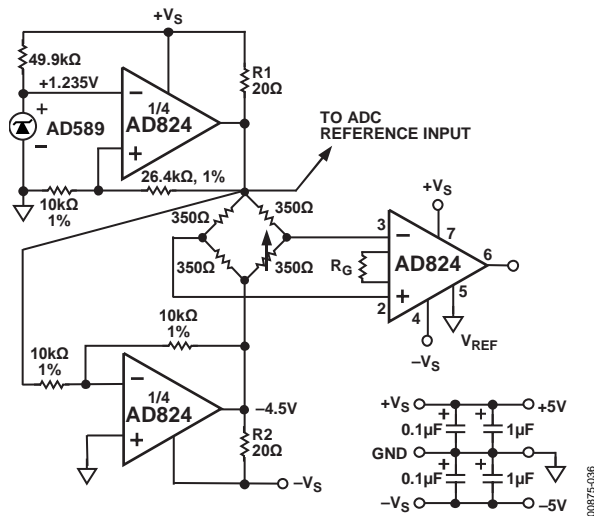 +VS
49.9kΩ
+1.235V
R1
20Ω
1/4
AD824
–
+
+
AD589
–
TO ADC
REFERENCE INPUT
26.4kΩ, 1%
10kΩ
1%
350Ω
350Ω
350Ω
350Ω
+VS
3
–
7
6
RG
AD824
+
2
5
4
VREF
–VS
10kΩ
1%
10kΩ
1%
–
1/4
AD824
+
–4.5V
R2
20Ω
–VS
+VS
+
+
+5V
0.1µF
1µF
GND
0.1µF
+
+
1µF
–VS
–5V
00875-036